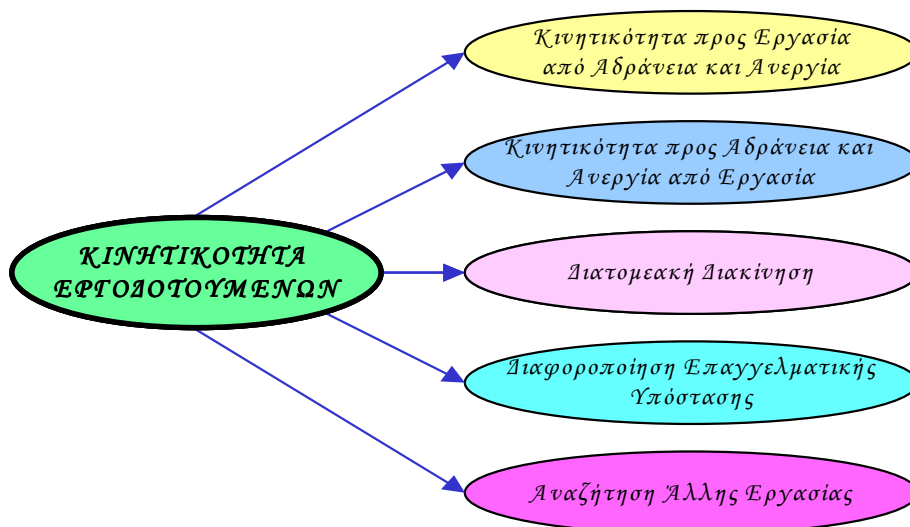 Κινητικότητα προς Εργασία
από Αδράνεια και Ανεργία
Κινητικότητα προς Αδράνεια και
Ανεργία από Εργασία
ΚΙΝΗΤΙΚΟΤΗΤΑ
ΕΡΓΟΔΟΤΟΥΜΕΝΩΝ
Διατομεακή Διακίνηση
Διαφοροποίηση Επαγγελματικής
Υπόστασης
Αναζήτηση Άλλης Εργασίας